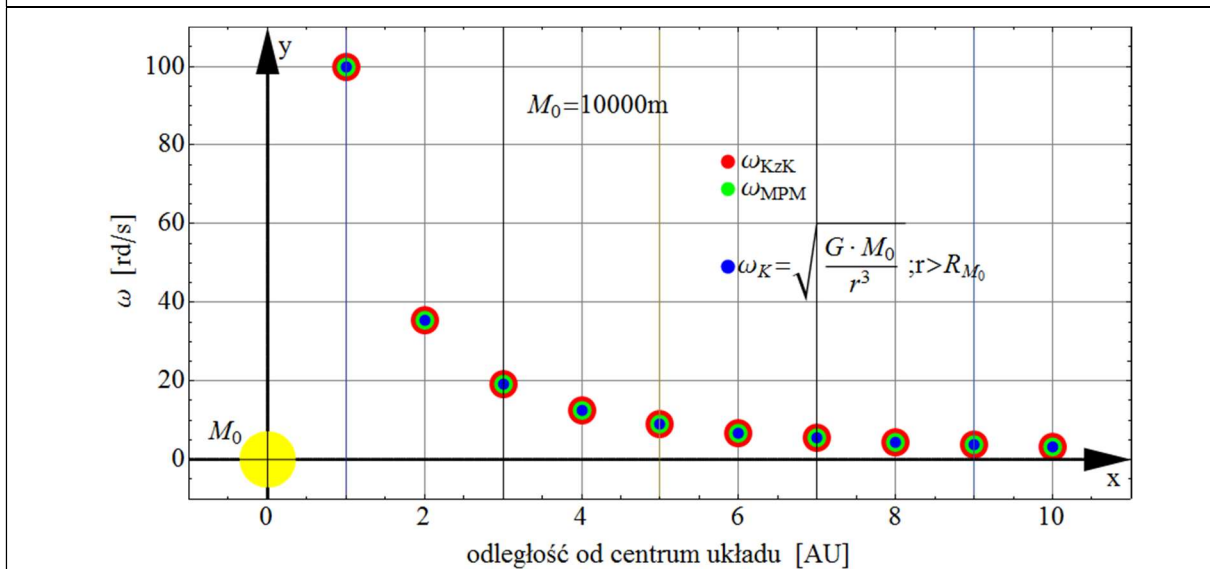 y
100
80
60
40
20
0
ω [rd/s]
M₀=10000m
ω_KzK
ω_MPM
ω_K=√(G·M₀/r³) ;r>R_M₀
M₀
x
0 2 4 6 8 10
odległość od centrum układu [AU]